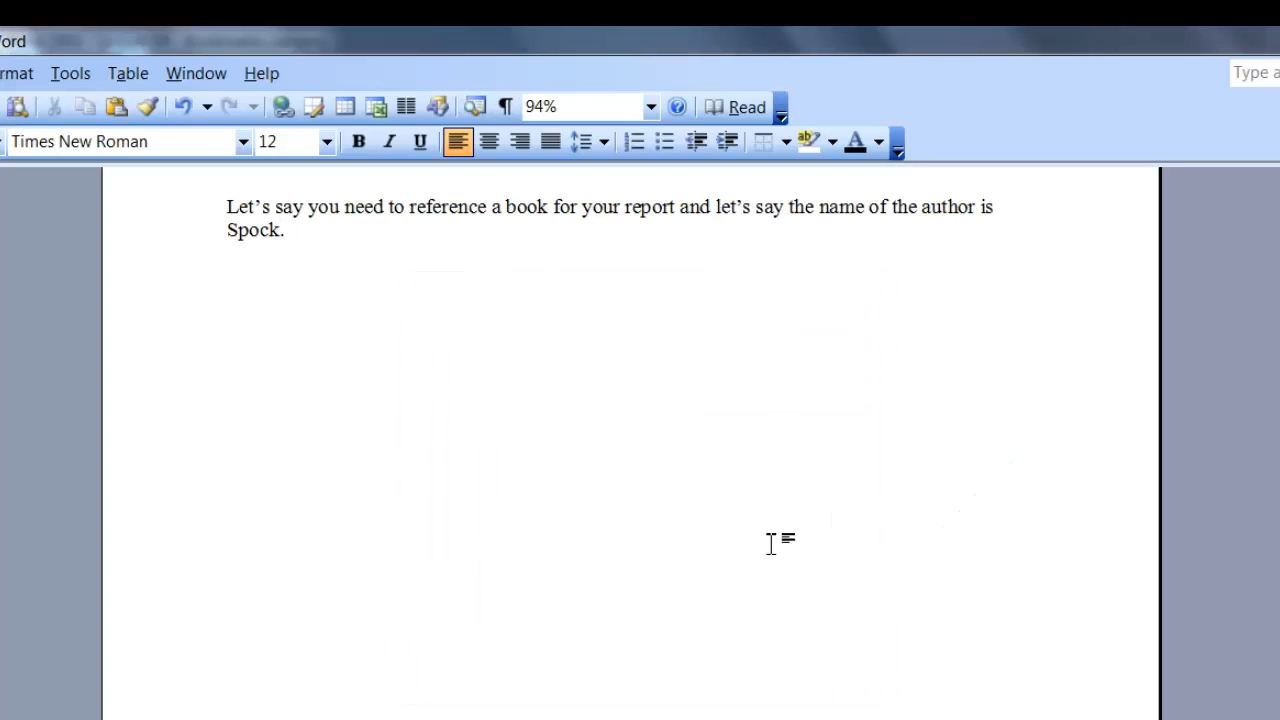 ord
rmat Tools Table Window Help
Type a
94% Read
Times New Roman 12 B I U A
Let’s say you need to reference a book for your report and let’s say the name of the author is
Spock.